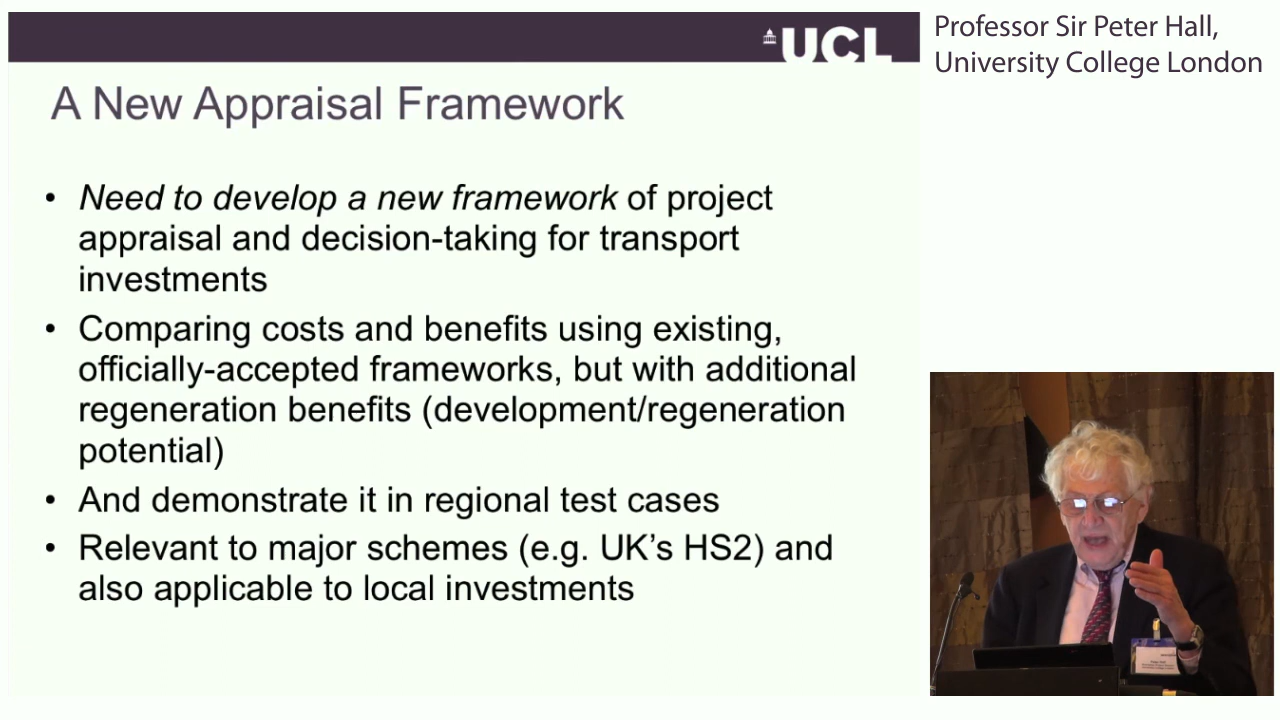 UCL
Professor Sir Peter Hall,
University College London
A New Appraisal Framework
• Need to develop a new framework of project
appraisal and decision-taking for transport
investments
• Comparing costs and benefits using existing,
officially-accepted frameworks, but with additional
regeneration benefits (development/regeneration
potential)
• And demonstrate it in regional test cases
• Relevant to major schemes (e.g. UK’s HS2) and
also applicable to local investments